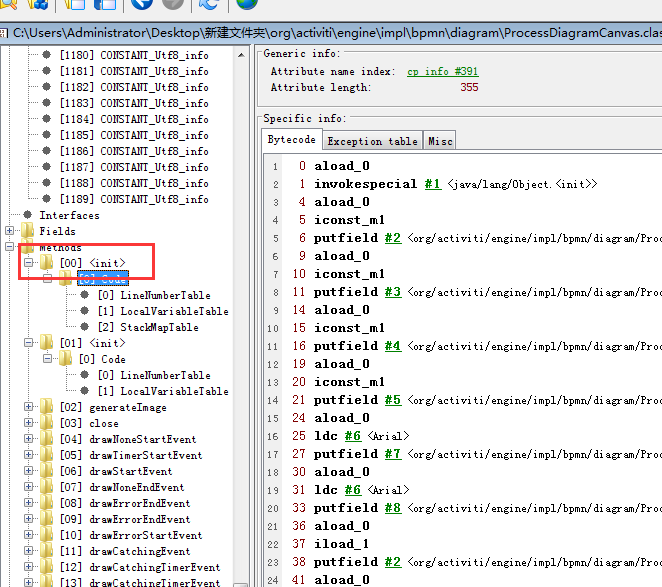 C:\Users\Administrator\Desktop\新建文件夹\org\activiti\engine\impl\bpmn\diagram\ProcessDiagramCanvas.clas
[1180] CONSTANT_Utf8_info
[1181] CONSTANT_Utf8_info
[1182] CONSTANT_Utf8_info
[1183] CONSTANT_Utf8_info
[1184] CONSTANT_Utf8_info
[1185] CONSTANT_Utf8_info
[1186] CONSTANT_Utf8_info
[1187] CONSTANT_Utf8_info
[1188] CONSTANT_Utf8_info
[1189] CONSTANT_Utf8_info
Interfaces
Fields
Methods
[00] <init>
[0] Code
[0] LineNumberTable
[1] LocalVariableTable
[2] StackMapTable
[01] <init>
[0] Code
[0] LineNumberTable
[1] LocalVariableTable
[02] generateImage
[03] close
[04] drawNoneStartEvent
[05] drawTimerStartEvent
[06] drawStartEvent
[07] drawNoneEndEvent
[08] drawErrorEndEvent
[09] drawErrorEndEvent
[10] drawErrorStartEvent
[11] drawCatchingEvent
[12] drawCatchingTimerEvent
[13] drawCatchingTimerEvent
Generic info:
Attribute name index: cp info #391
Attribute length: 355
Specific info:
Bytecode Exception table Misc
1 0 aload_0
2 1 invokespecial #1 <java/lang/Object.<init>>
3 4 aload_0
4 5 iconst_m1
5 6 putfield #2 <org/activiti/engine/impl/bpmn/diagram/Proc
6 9 aload_0
7 10 iconst_m1
8 11 putfield #3 <org/activiti/engine/impl/bpmn/diagram/Proc
9 14 aload_0
10 15 iconst_m1
11 16 putfield #4 <org/activiti/engine/impl/bpmn/diagram/Proc
12 19 aload_0
13 20 iconst_m1
14 21 putfield #5 <org/activiti/engine/impl/bpmn/diagram/Proc
15 24 aload_0
16 25 ldc #6 <Arial>
17 27 putfield #7 <org/activiti/engine/impl/bpmn/diagram/Proc
18 30 aload_0
19 31 ldc #6 <Arial>
20 33 putfield #8 <org/activiti/engine/impl/bpmn/diagram/Proc
21 36 aload_0
22 37 iload_1
23 38 putfield #2 <org/activiti/engine/impl/bpmn/diagram/Proc
24 41 aload_0